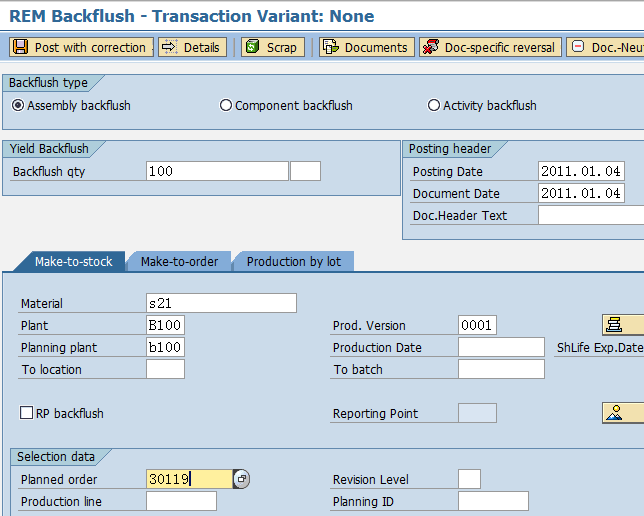 REM Backflush - Transaction Variant: None
Post with correction Details Scrap Documents Doc-specific reversal Doc.-Neu
Backflush type
Assembly backflush Component backflush Activity backflush
Yield Backflush Posting header
Backflush qty 100 Posting Date 2011.01.04
Document Date 2011.01.04
Doc.Header Text
Make-to-stock Make-to-order Production by lot
Material s21
Plant B100 Prod. Version 0001
Planning plant b100 Production Date ShLife Exp.Date
To location To batch
RP backflush Reporting Point
Selection data
Planned order 30119 Revision Level
Production line Planning ID